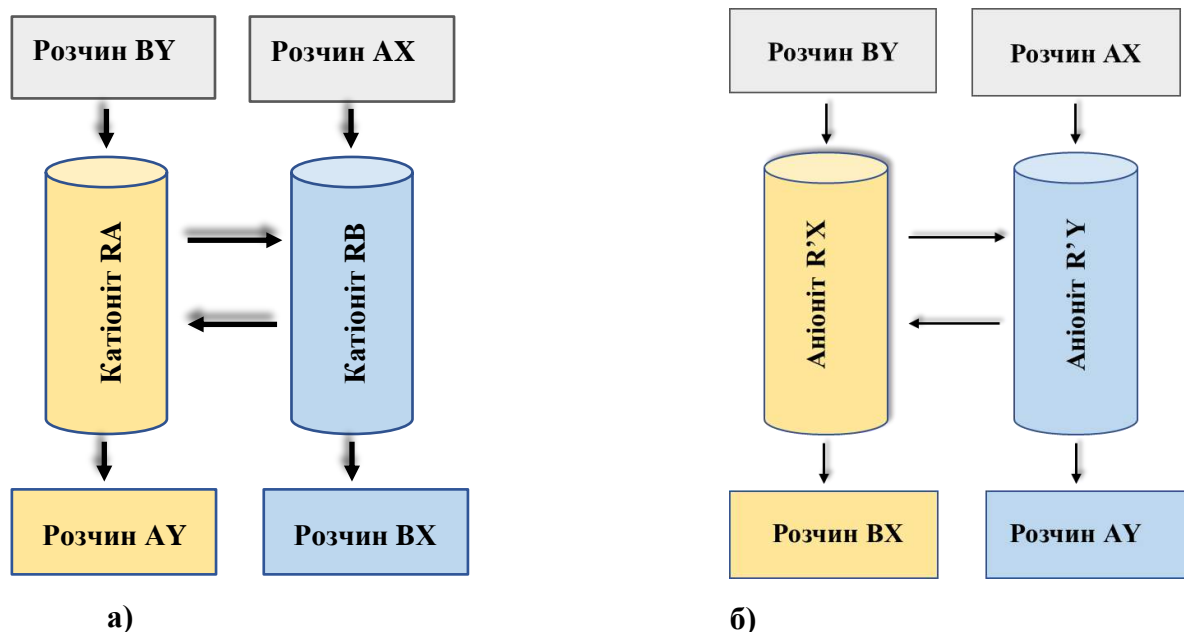 Розчин BY
Розчин AX
Катіоніт RA
Катіоніт RB
Розчин AY
Розчин BX
а)
Розчин BY
Розчин AX
Аніоніт R’X
Аніоніт R’ Y
Розчин BX
Розчин AY
б)